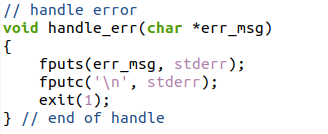 // handle error
void handle_err(char *err_msg)
{
    fputs(err_msg, stderr);
    fputc('\n', stderr);
    exit(1);
} // end of handle